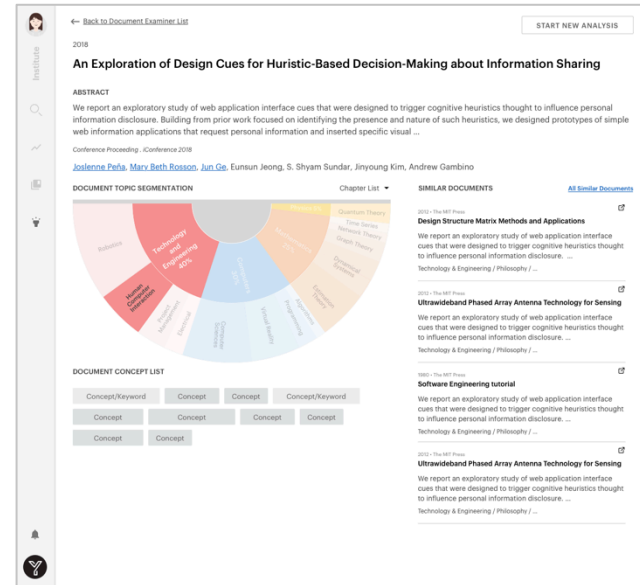 Institute
← Back to Document Examiner List
START NEW ANALYSIS
2018
An Exploration of Design Cues for Huristic-Based Decision-Making about Information Sharing
ABSTRACT
We report an exploratory study of web application interface cues that were designed to trigger cognitive heuristics thought to influence personal
information disclosure. Building from prior work focused on identifying the presence and nature of such heuristics, we designed prototypes of simple
web information applications that request personal information and inserted specific visual ...
Conference Proceeding . iConference 2018
Joslenne Peña, Mary Beth Rosson, Jun Ge, Eunsun Jeong, S. Shyam Sundar, Jinyoung Kim, Andrew Gambino
DOCUMENT TOPIC SEGMENTATION
Chapter List
Robotics
Technology
and
Engineering
40%
Human
Computer
Interaction
Project
Management
Electrical
Computer
Sciences
Virtual Reality
Programming
Algorithms
Quantum Theory
Time Series
Network Theory
Graph Theory
Dynamical
Systems
Economics
Theory
DOCUMENT CONCEPT LIST
Concept/Keyword
Concept
Concept
Concept/Keyword
Concept
Concept
Concept
Concept
Concept
Concept
SIMILAR DOCUMENTS
All Similar Documents
2012 • The MIT Press
Design Structure Matrix Methods and Applications
We report an exploratory study of web application interface
cues that were designed to trigger cognitive heuristics thought
to influence personal information disclosure. ...
Technology & Engineering / Philosophy / ...
2012 • The MIT Press
Ultrawideband Phased Array Antenna Technology for Sensing
We report an exploratory study of web application interface
cues that were designed to trigger cognitive heuristics thought
to influence personal information disclosure. ...
Technology & Engineering / Philosophy / ...
1980 • The MIT Press
Software Engineering tutorial
We report an exploratory study of web application interface
cues that were designed to trigger cognitive heuristics thought
to influence personal information disclosure. ...
Technology & Engineering / Philosophy / ...
2012 • The MIT Press
Ultrawideband Phased Array Antenna Technology for Sensing
We report an exploratory study of web application interface
cues that were designed to trigger cognitive heuristics thought
to influence personal information disclosure. ...
Technology & Engineering / Philosophy / ...